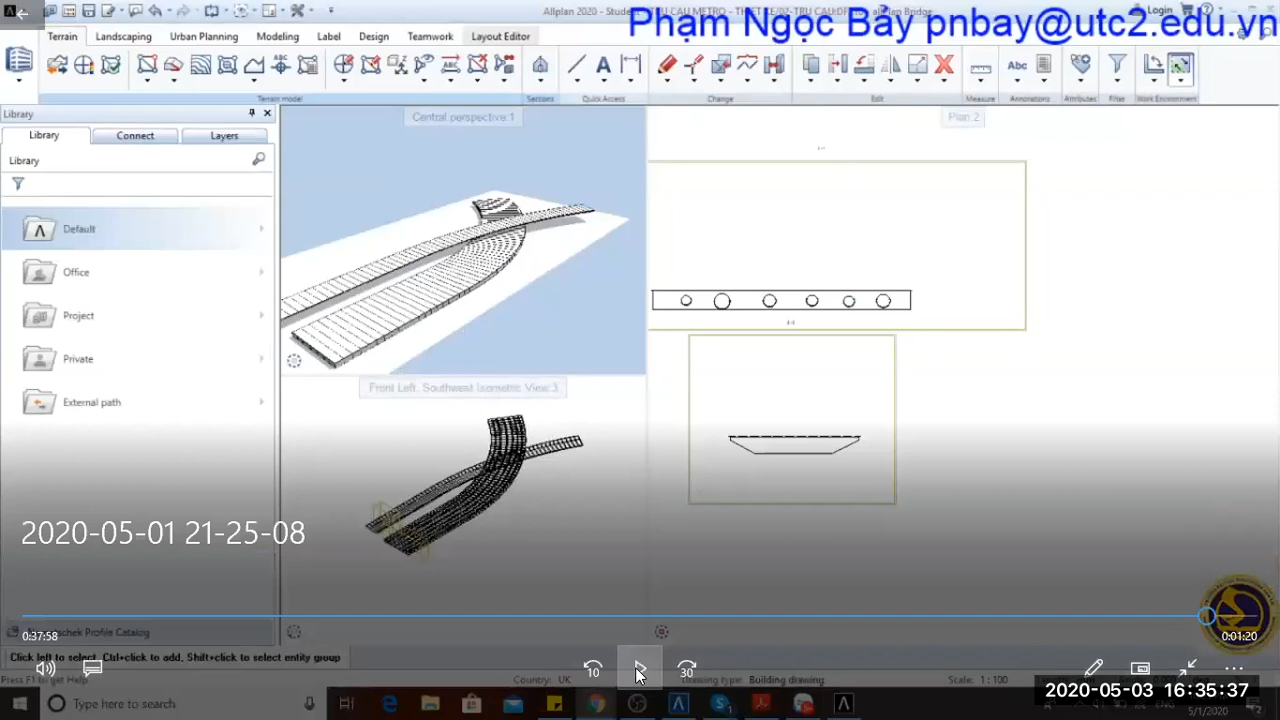 Allplan 2020 - Student
Phạm Ngọc Bảy pnbay@utc2.edu.vn
Login
Terrain Landscaping Urban Planning Modeling Label Design Teamwork Layout Editor
Terrain model Sections Quick Access Change Edit Measure Annotations Attributes Filter Work Environment
Library
Library Connect Layers
Library
Default
Office
Project
Private
External path
Central perspective:1
Plan:2
Front Left, Southwest Isometric View:3
2020-05-01 21-25-08
Profile Catalog
0:37:58
0:01:20
Click left to select, Ctrl+click to add, Shift+click to select entity group
10
30
Press F1 to get Help
Country: UK
Drawing type: Building drawing
Scale: 1 : 100
2020-05-03 16:35:37
Type here to search
5/1/2020